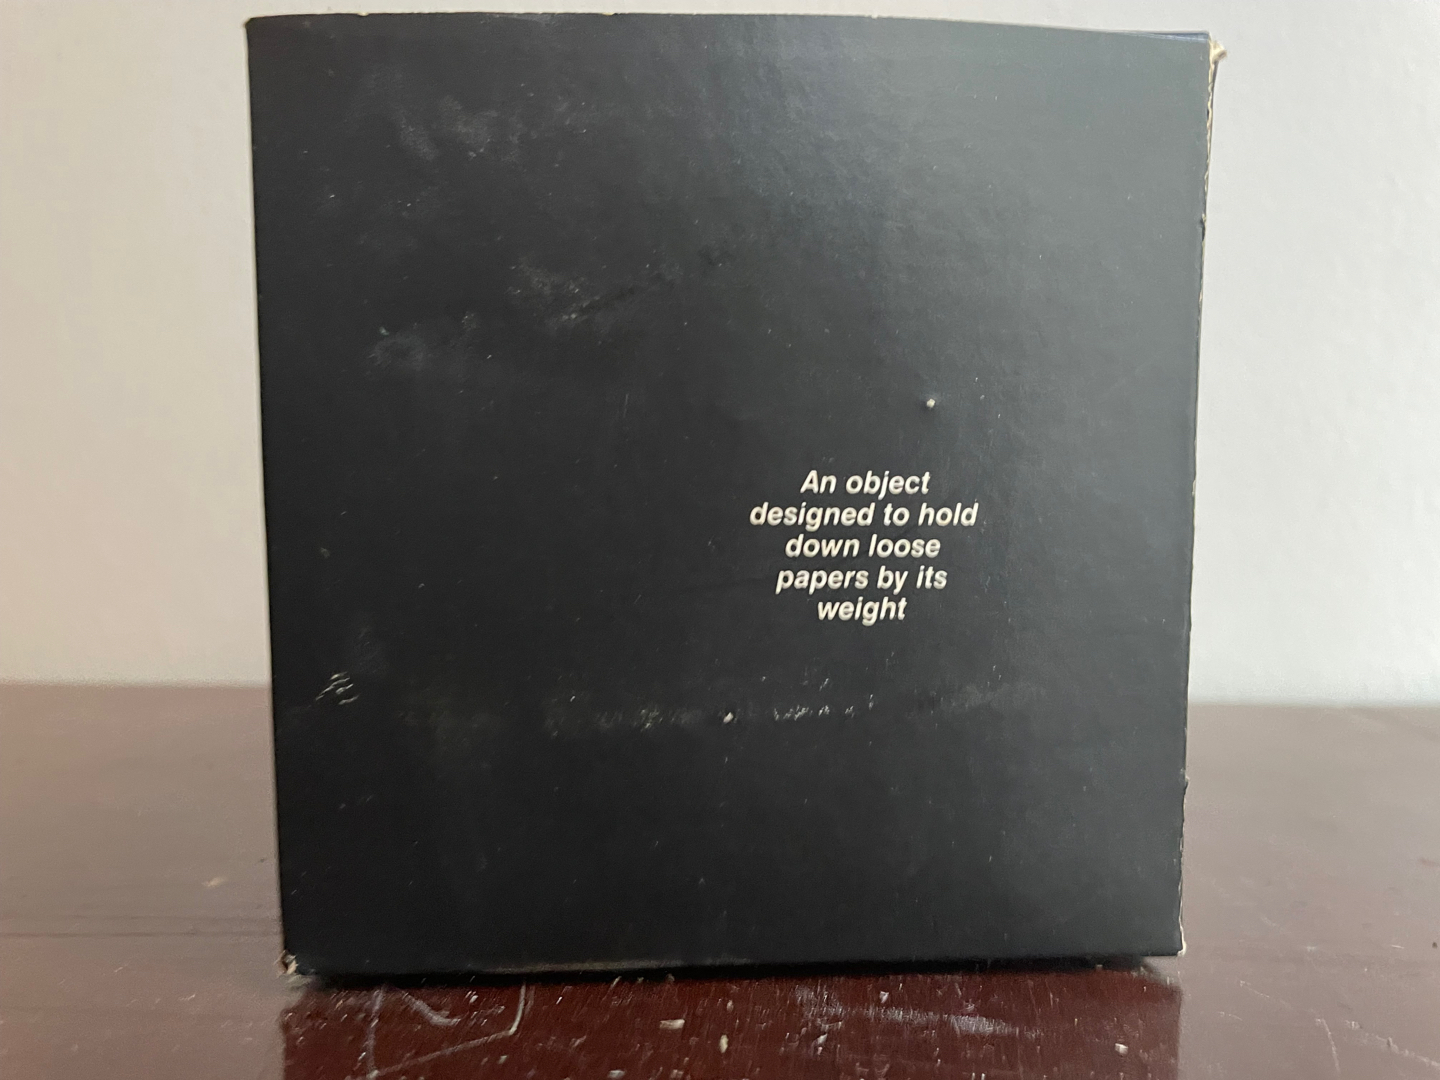 An object
designed to hold
down loose
papers by its
weight